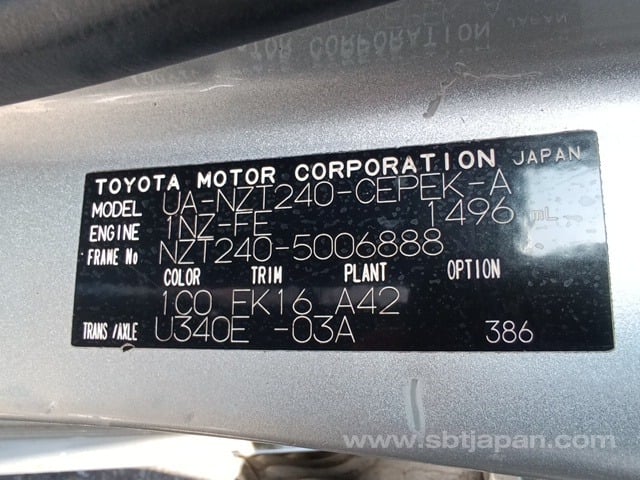 TOYOTA MOTOR CORPORATION JAPAN
MODEL UA-NZT240-CEPEK-A
ENGINE 1NZ-FE 1496 mL
FRAME No NZT240-5006888
COLOR TRIM PLANT OPTION
1C0 FK16 A42
TRANS/AXLE U340E -03A 386
www.sbtjapan.com